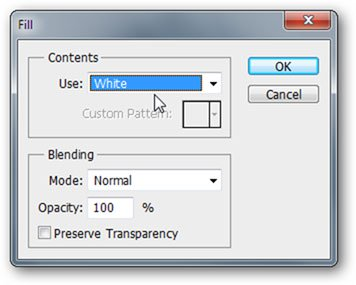 Fill
Contents
Use: White
Custom Pattern:
OK
Cancel
Blending
Mode: Normal
Opacity: 100 %
Preserve Transparency